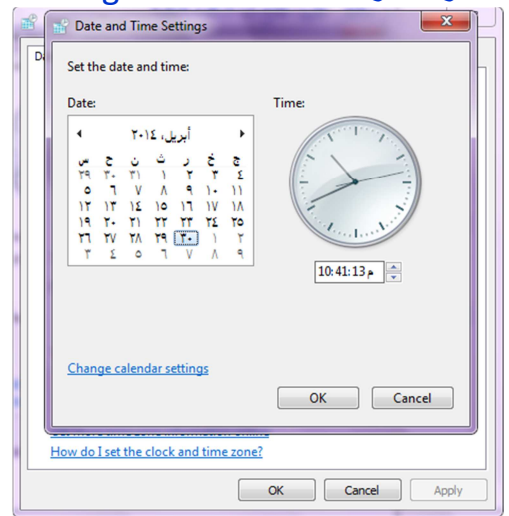 Date and Time Settings
Set the date and time:
Date:
Time:
أبريل، ٢٠١٤
س ح ن ث ر خ ج
٢٩ ٣٠ ٣١ ١ ٢ ٣ ٤
٥ ٦ ٧ ٨ ٩ ١٠ ١١
١٢ ١٣ ١٤ ١٥ ١٦ ١٧ ١٨
١٩ ٢٠ ٢١ ٢٢ ٢٣ ٢٤ ٢٥
٢٦ ٢٧ ٢٨ ٢٩ ٣٠ ١ ٢
٣ ٤ ٥ ٦ ٧ ٨ ٩
10:41:13 م
Change calendar settings
OK Cancel
How do I set the clock and time zone?
OK Cancel Apply